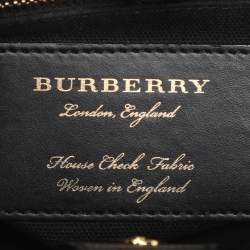 BURBERRY
London, England
House Check Fabric
Woven in England